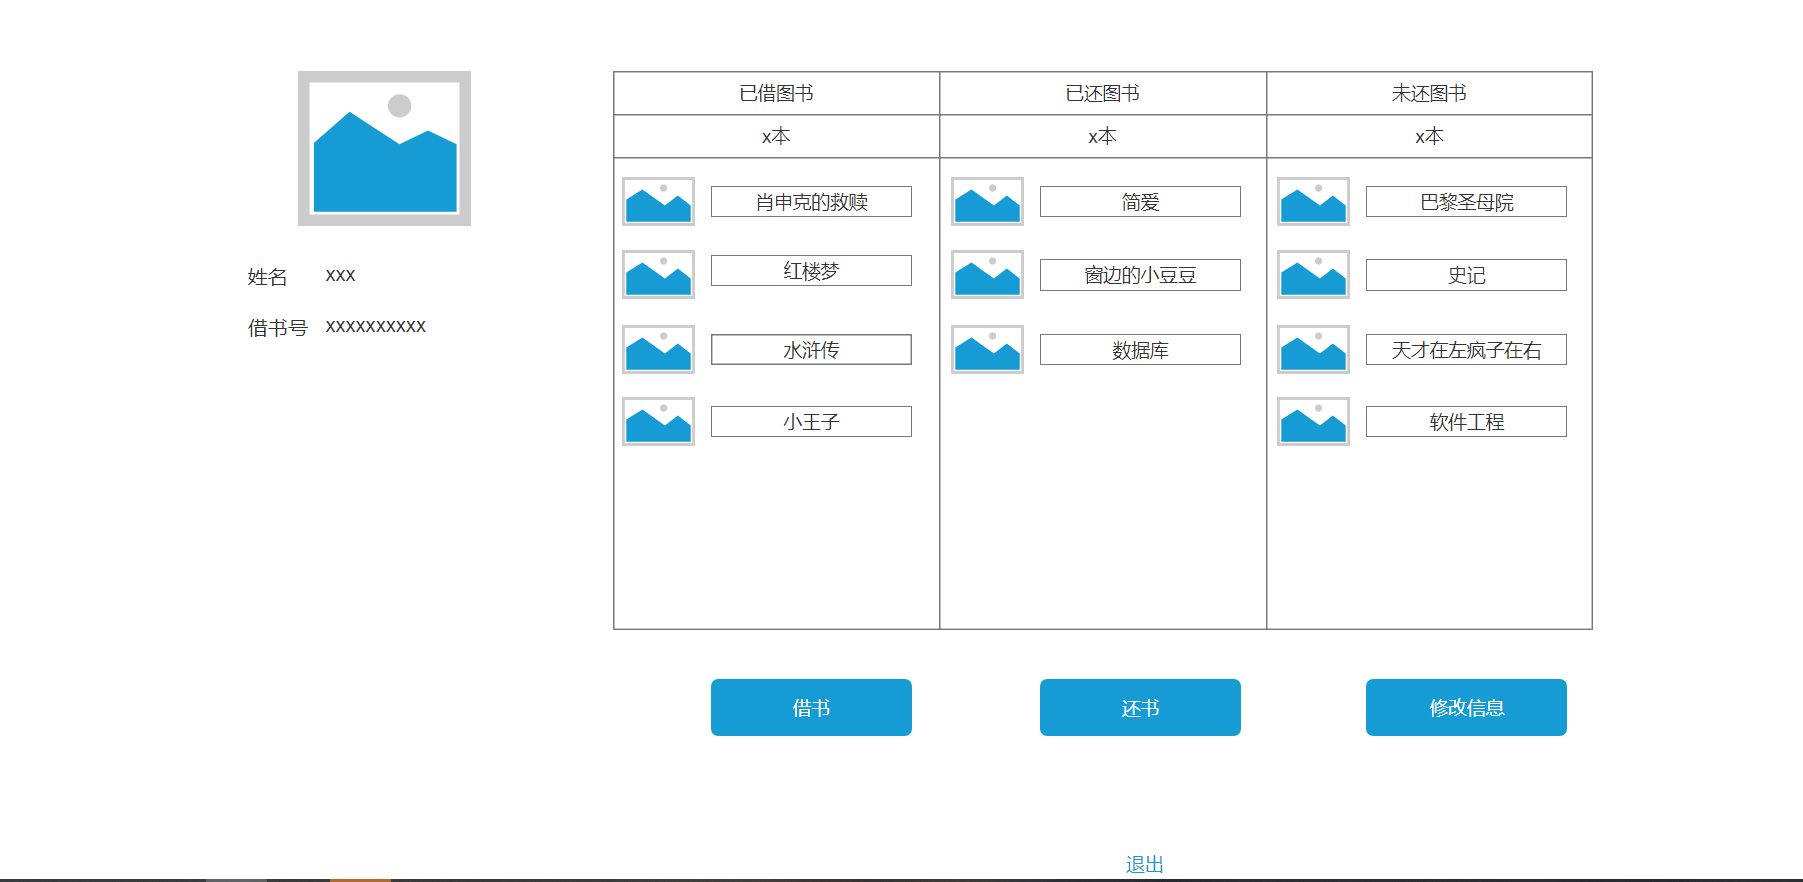 姓名 xxx
借书号 xxxxxxxxxx
已借图书 已还图书 未还图书
x本 x本 x本
肖申克的救赎 简爱 巴黎圣母院
红楼梦 窗边的小豆豆 史记
水浒传 数据库 天才在左疯子在右
小王子 软件工程
借书 还书 修改信息
退出